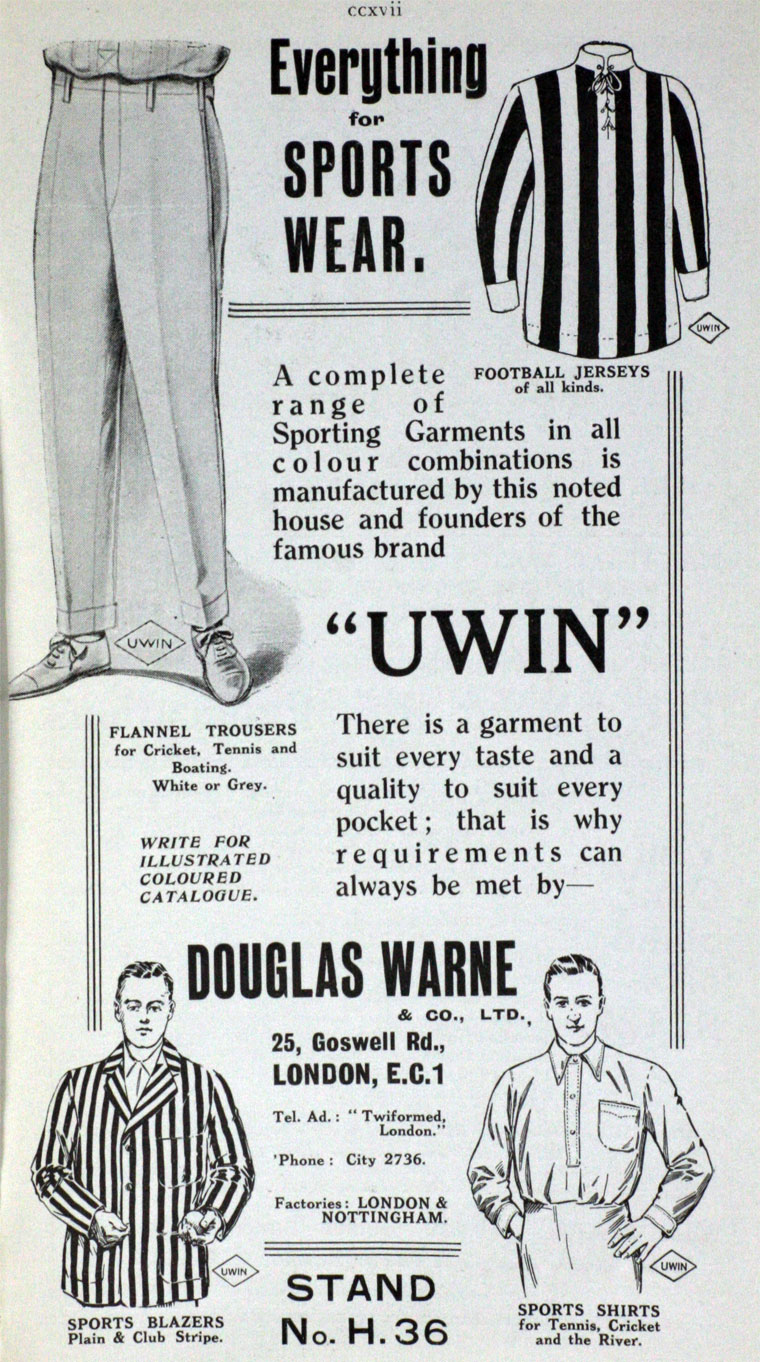 ccxvii
Everything
for
SPORTS
WEAR.
UWIN
FOOTBALL JERSEYS
of all kinds.
A complete
range of
Sporting Garments in all
colour combinations is
manufactured by this noted
house and founders of the
famous brand
"UWIN"
UWIN
FLANNEL TROUSERS
for Cricket, Tennis and
Boating.
White or Grey.
WRITE FOR
ILLUSTRATED
COLOURED
CATALOGUE.
There is a garment to
suit every taste and a
quality to suit every
pocket; that is why
requirements can
always be met by—
DOUGLAS WARNE
& CO., LTD.,
25, Goswell Rd.,
LONDON, E.C.1
Tel. Ad.: "Twiformed,
London."
'Phone: City 2736.
Factories: LONDON &
NOTTINGHAM.
UWIN
SPORTS BLAZERS
Plain & Club Stripe.
STAND
No. H. 36
UWIN
SPORTS SHIRTS
for Tennis, Cricket
and the River.